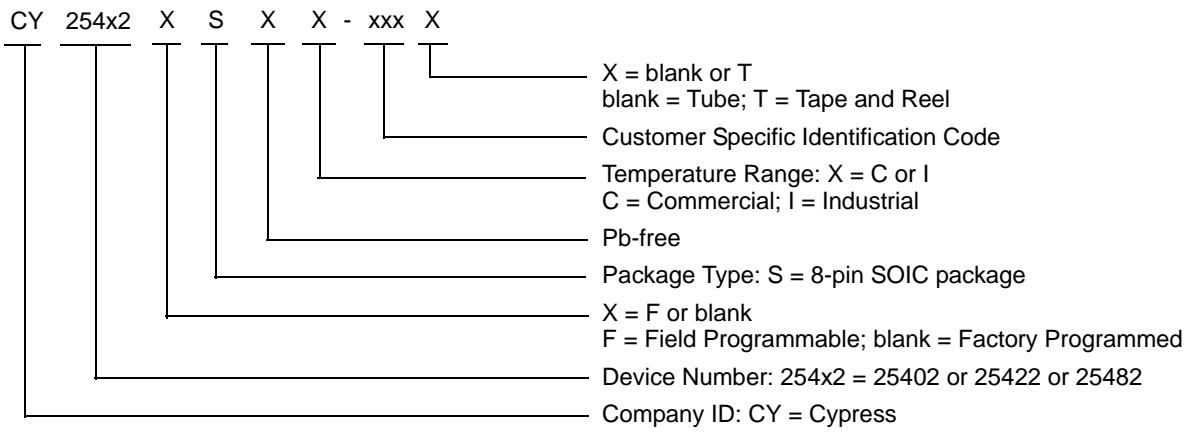 CY 254x2 X S X X - xxx X
X = blank or T
blank = Tube; T = Tape and Reel
Customer Specific Identification Code
Temperature Range: X = C or I
C = Commercial; I = Industrial
Pb-free
Package Type: S = 8-pin SOIC package
X = F or blank
F = Field Programmable; blank = Factory Programmed
Device Number: 254x2 = 25402 or 25422 or 25482
Company ID: CY = Cypress